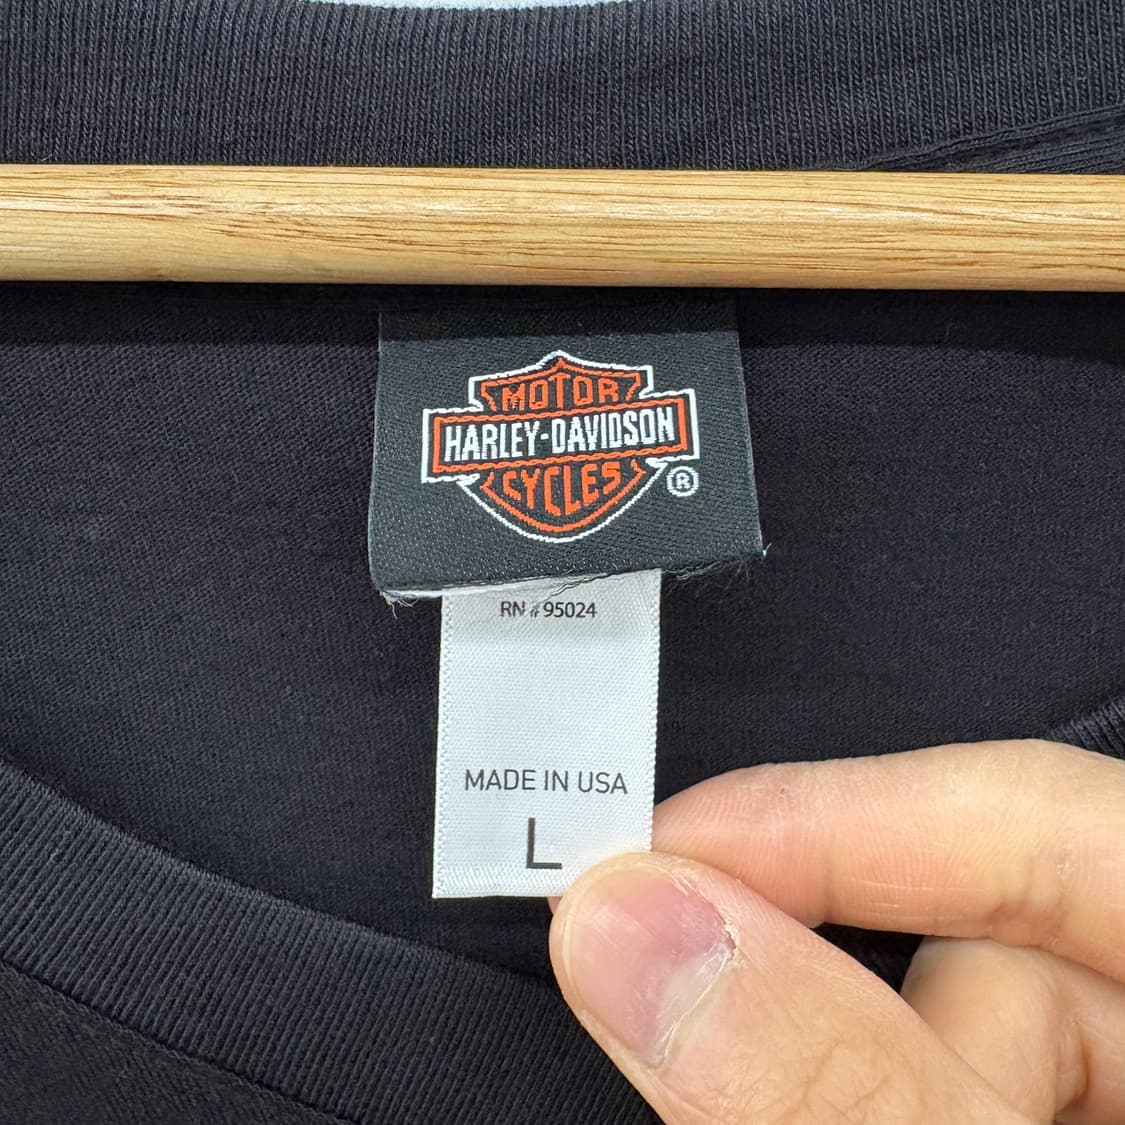 MOTOR
HARLEY-DAVIDSON
CYCLES
®
RN # 95024
MADE IN USA
L